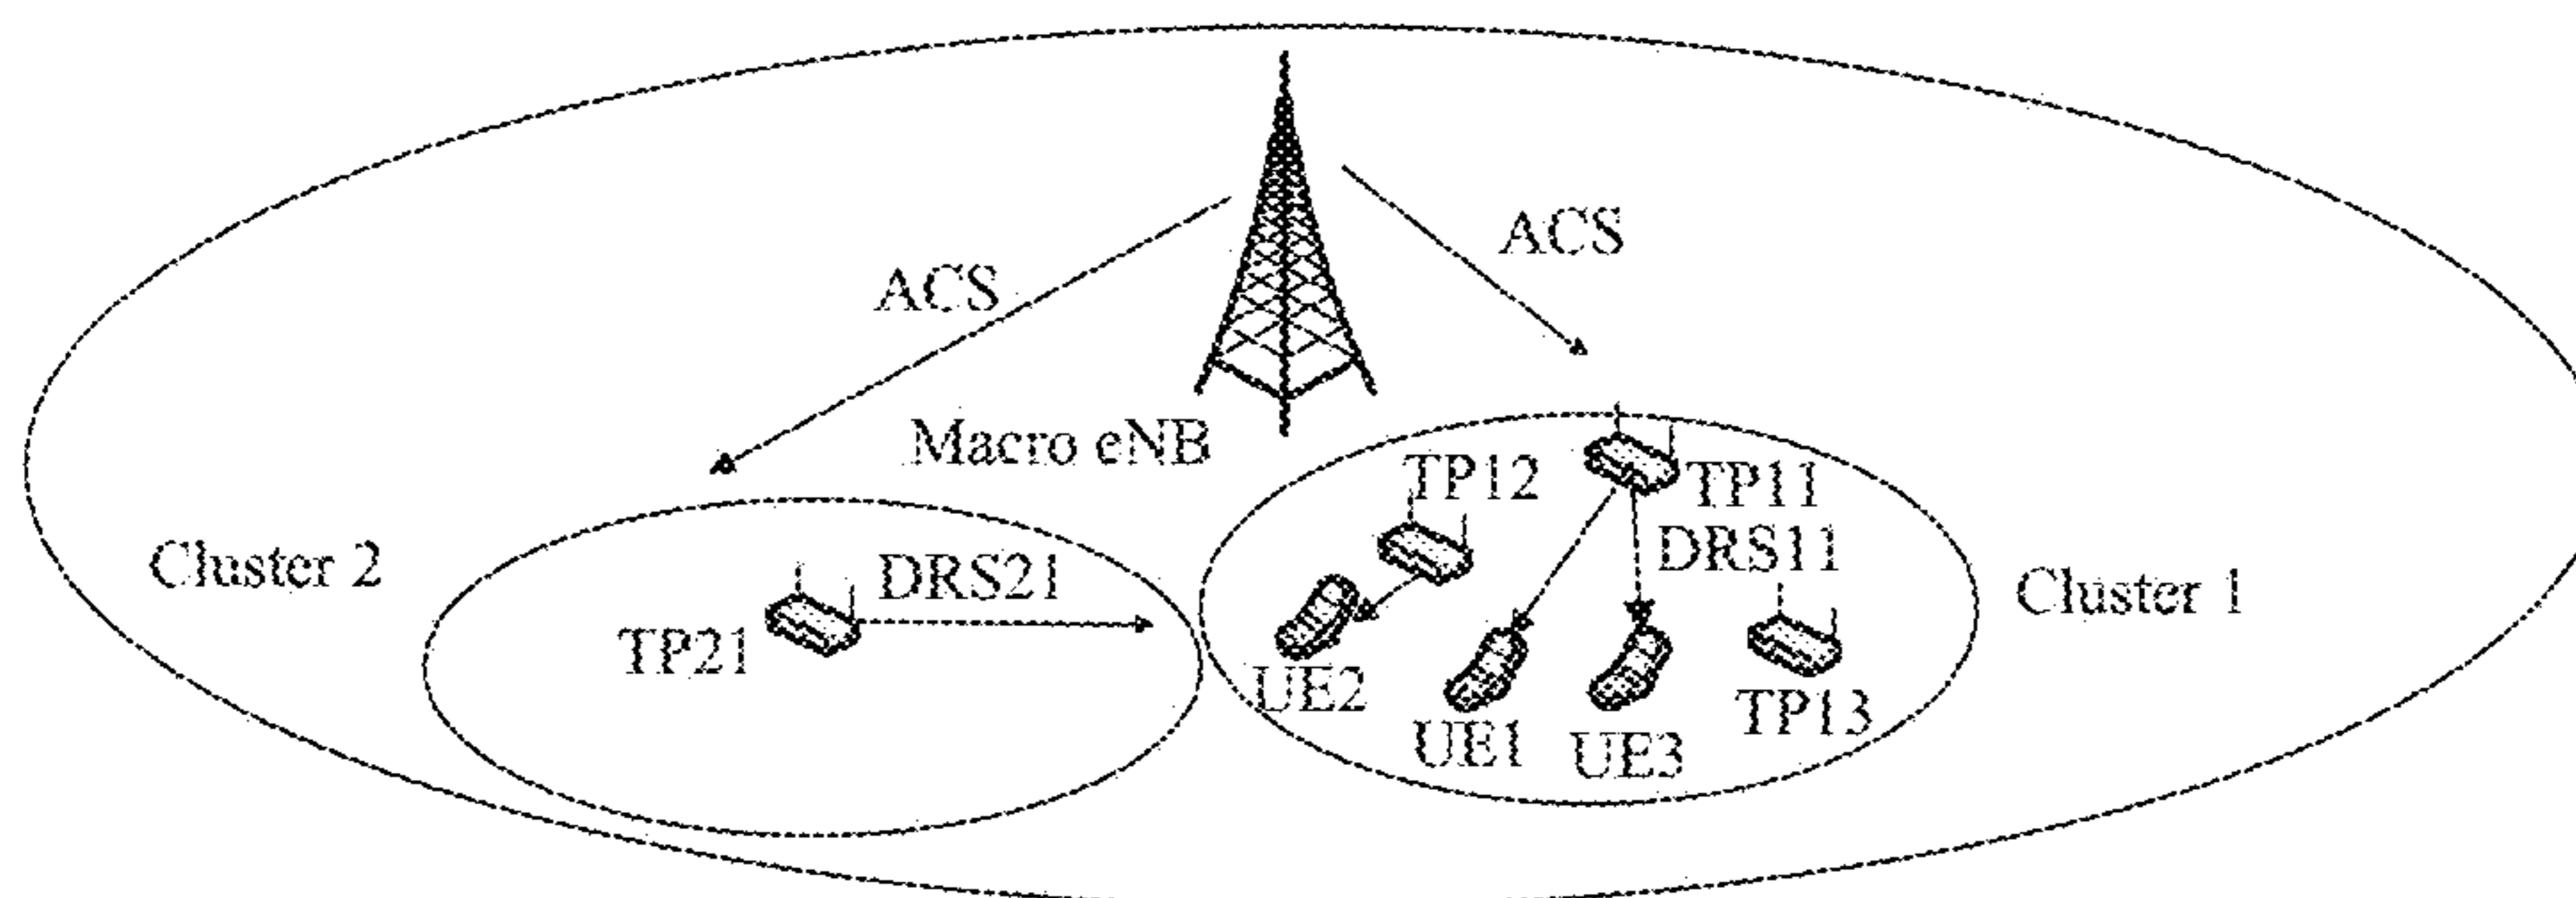 ACS
ACS
Macro eNB
TP12
TP11
DRS11
Cluster 2
DRS21
Cluster 1
TP21
UE2
UE1
UE3
TP13